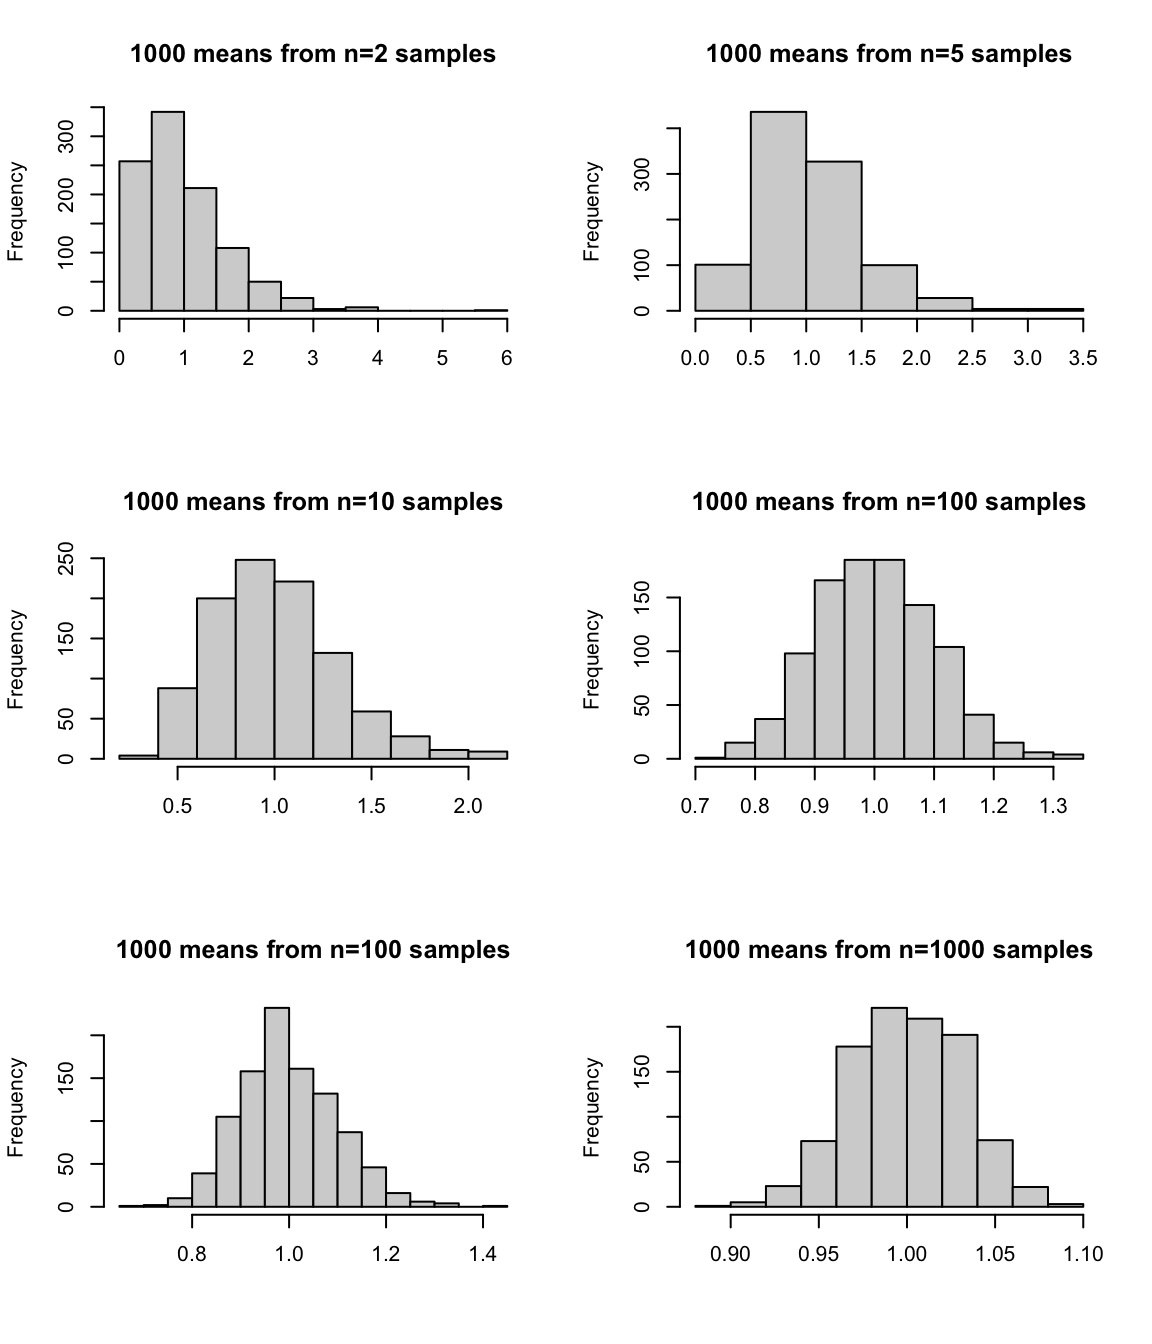 1000 means from n=2 samples
Frequency
0 100 200 300
0 1 2 3 4 5 6
1000 means from n=5 samples
Frequency
0 100 300
0.0 0.5 1.0 1.5 2.0 2.5 3.0 3.5
1000 means from n=10 samples
Frequency
0 50 150 250
0.5 1.0 1.5 2.0
1000 means from n=100 samples
Frequency
0 50 100 150
0.7 0.8 0.9 1.0 1.1 1.2 1.3
1000 means from n=100 samples
Frequency
0 50 150
0.8 1.0 1.2 1.4
1000 means from n=1000 samples
Frequency
0 50 150
0.90 0.95 1.00 1.05 1.10